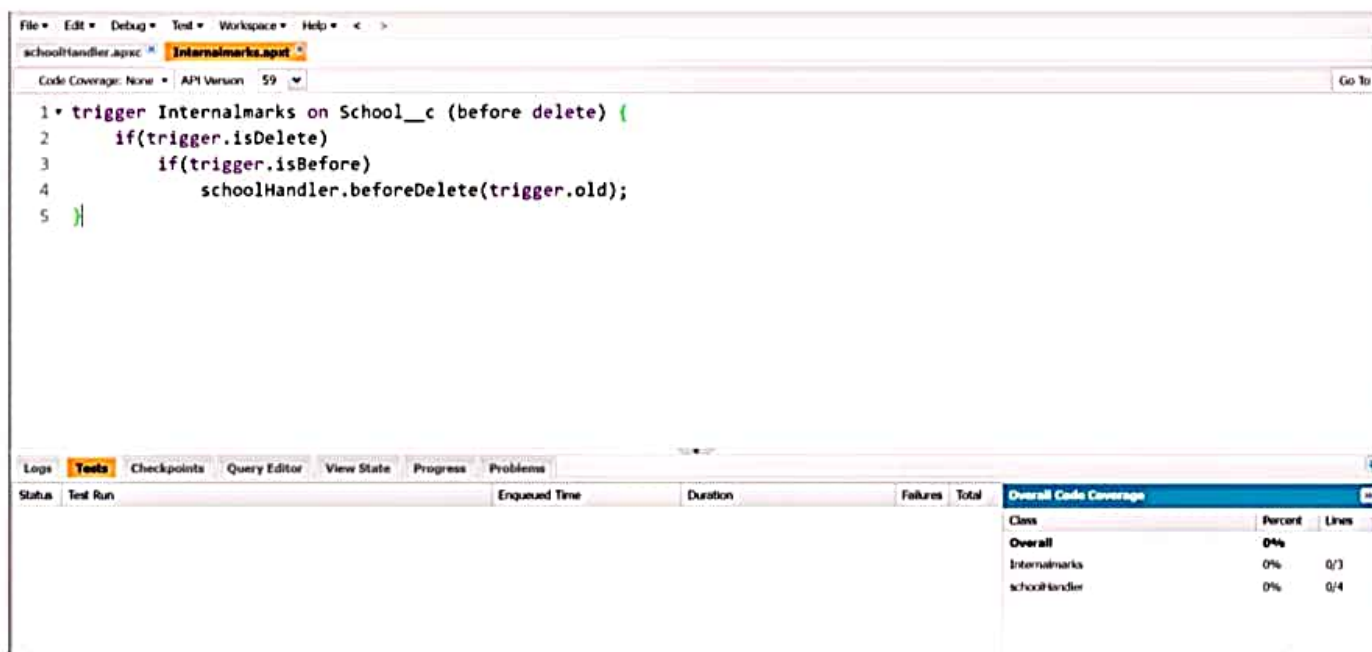 File Edit Debug Test Workspace Help < >
schoolHandler.apxc Internalmarks.apxt
Code Coverage: None API Version 59 Go To
1 trigger Internalmarks on School__c (before delete) {
2 if(trigger.isDelete)
3 if(trigger.isBefore)
4 schoolHandler.beforeDelete(trigger.old);
5 }
Logs Tests Checkpoints Query Editor View State Progress Problems
Status Test Run Enqueued Time Duration Failures Total Overall Code Coverage
Class Percent Lines
Overall 0%
Internalmarks 0% 0/3
schoolHandler 0% 0/4